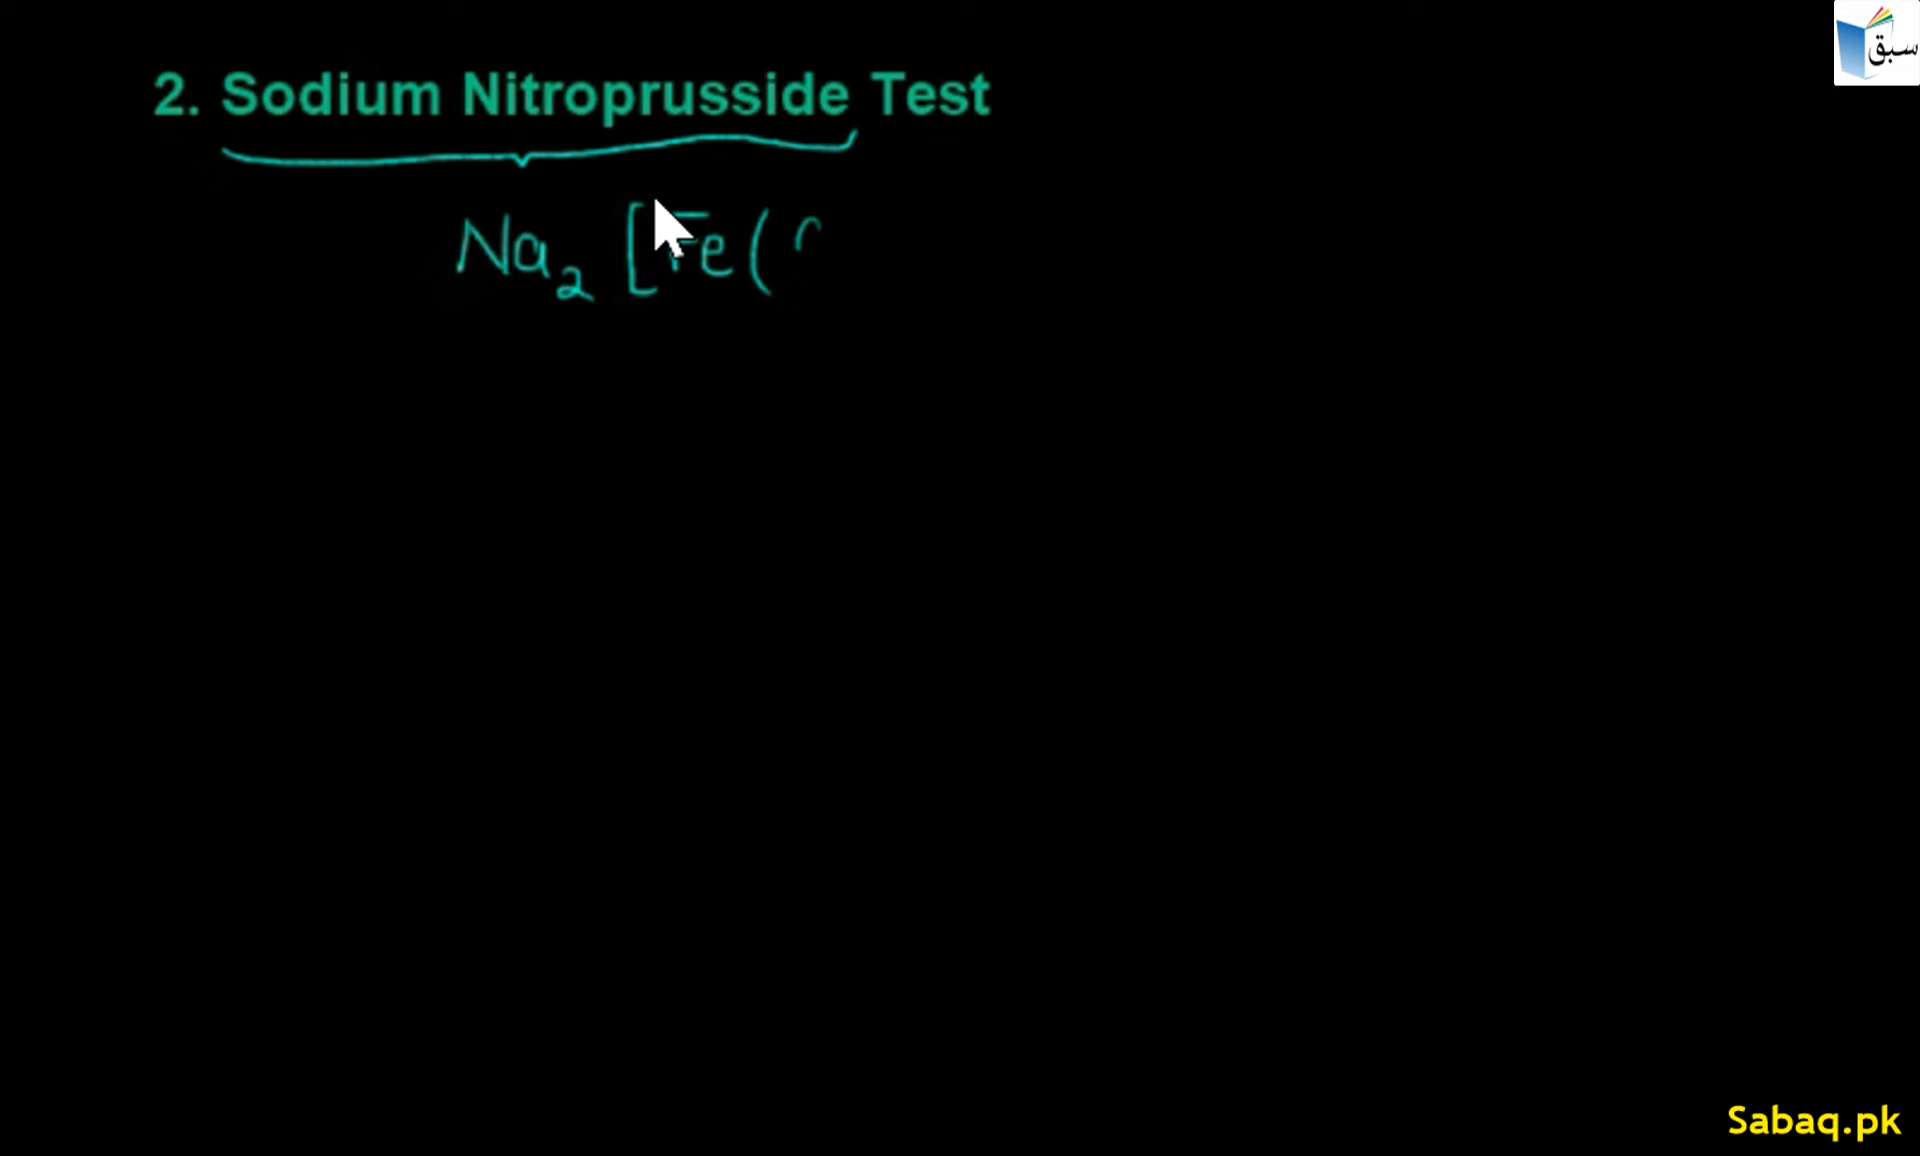 سبق
2. Sodium Nitroprusside Test
Na₂ [Fe(
Sabaq.pk